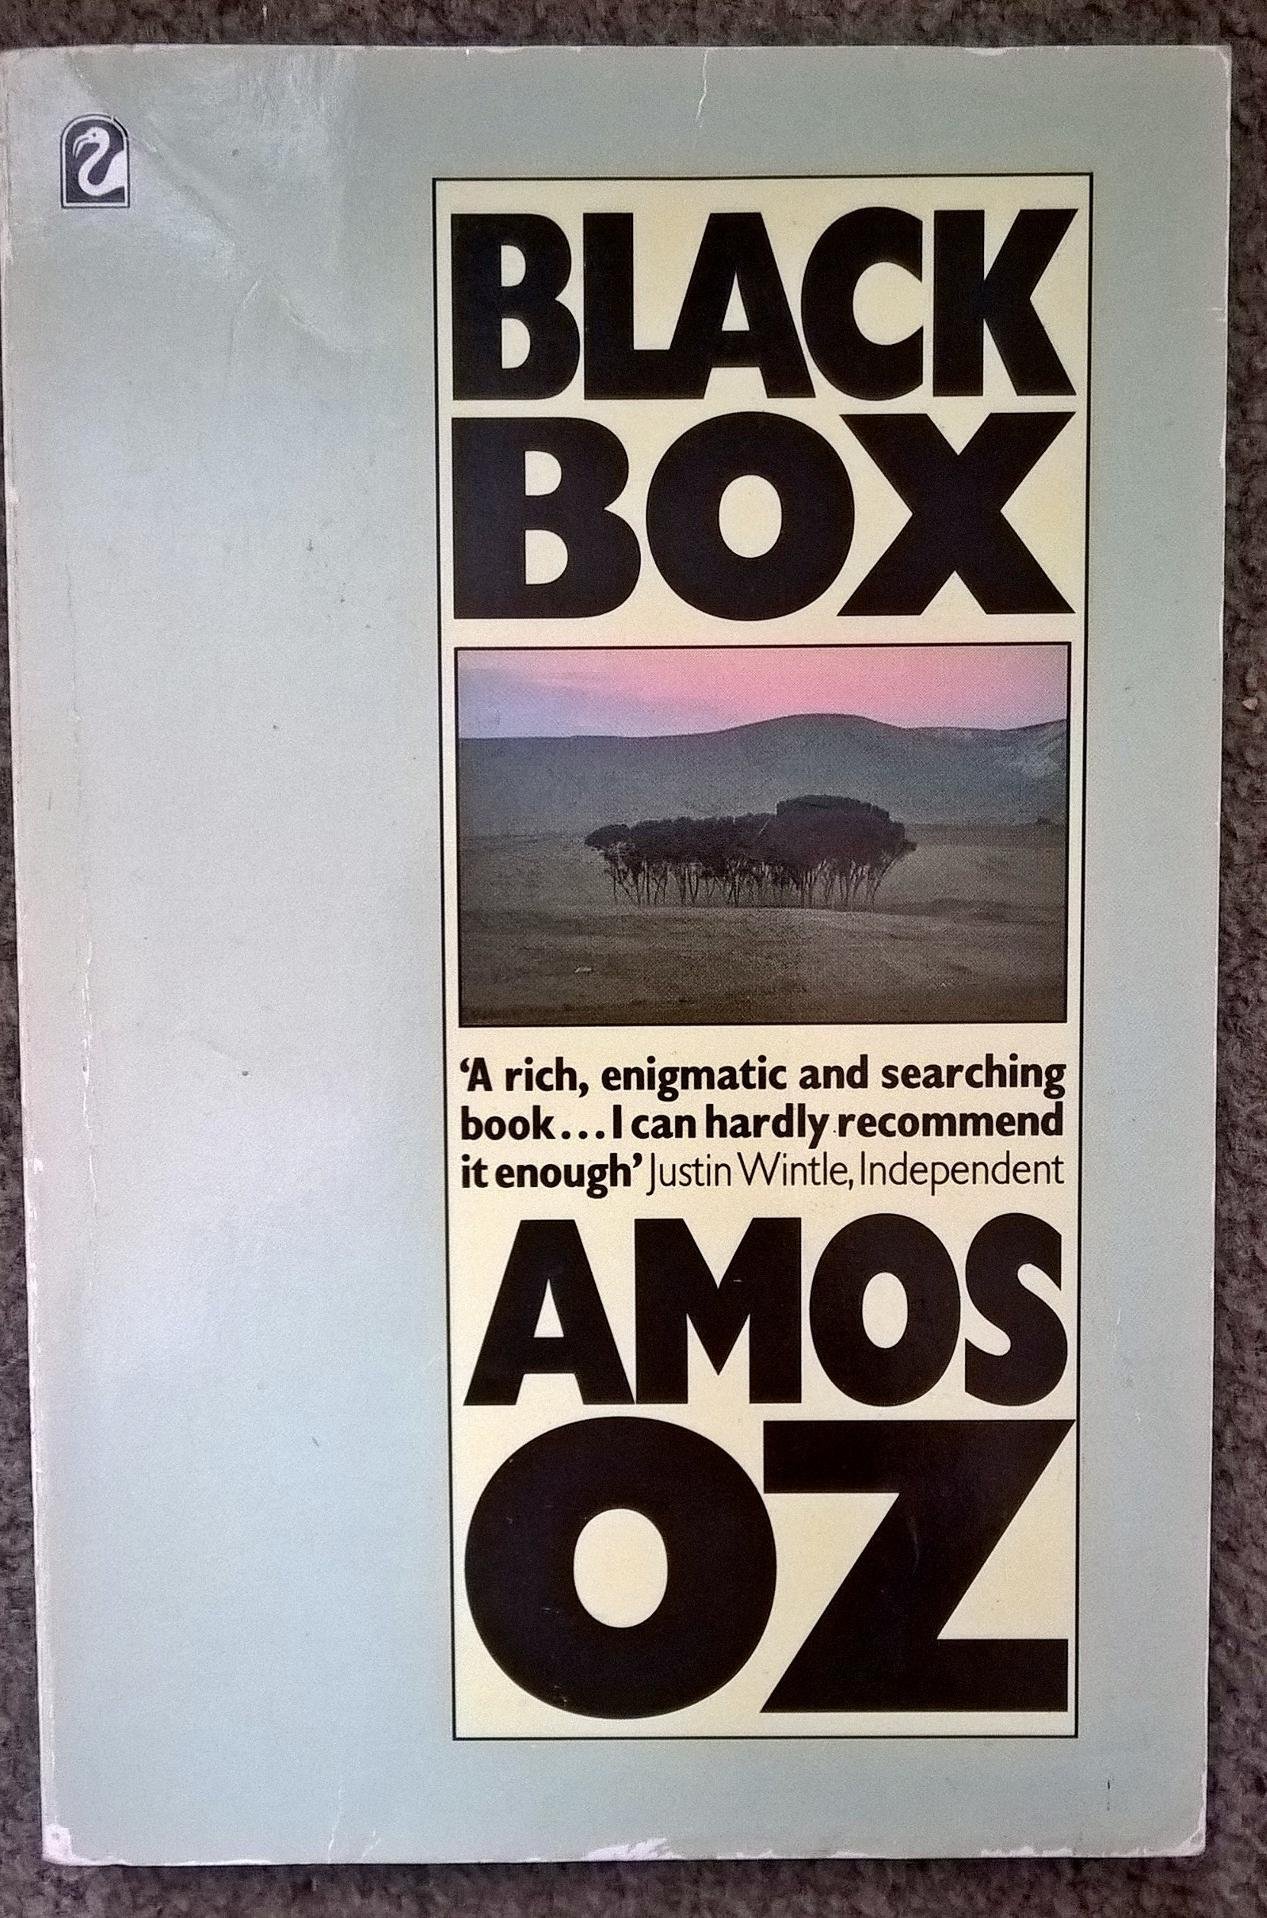 BLACK
BOX
‘A rich, enigmatic and searching
book...I can hardly recommend
it enough’ Justin Wintle, Independent
AMOS
OZ